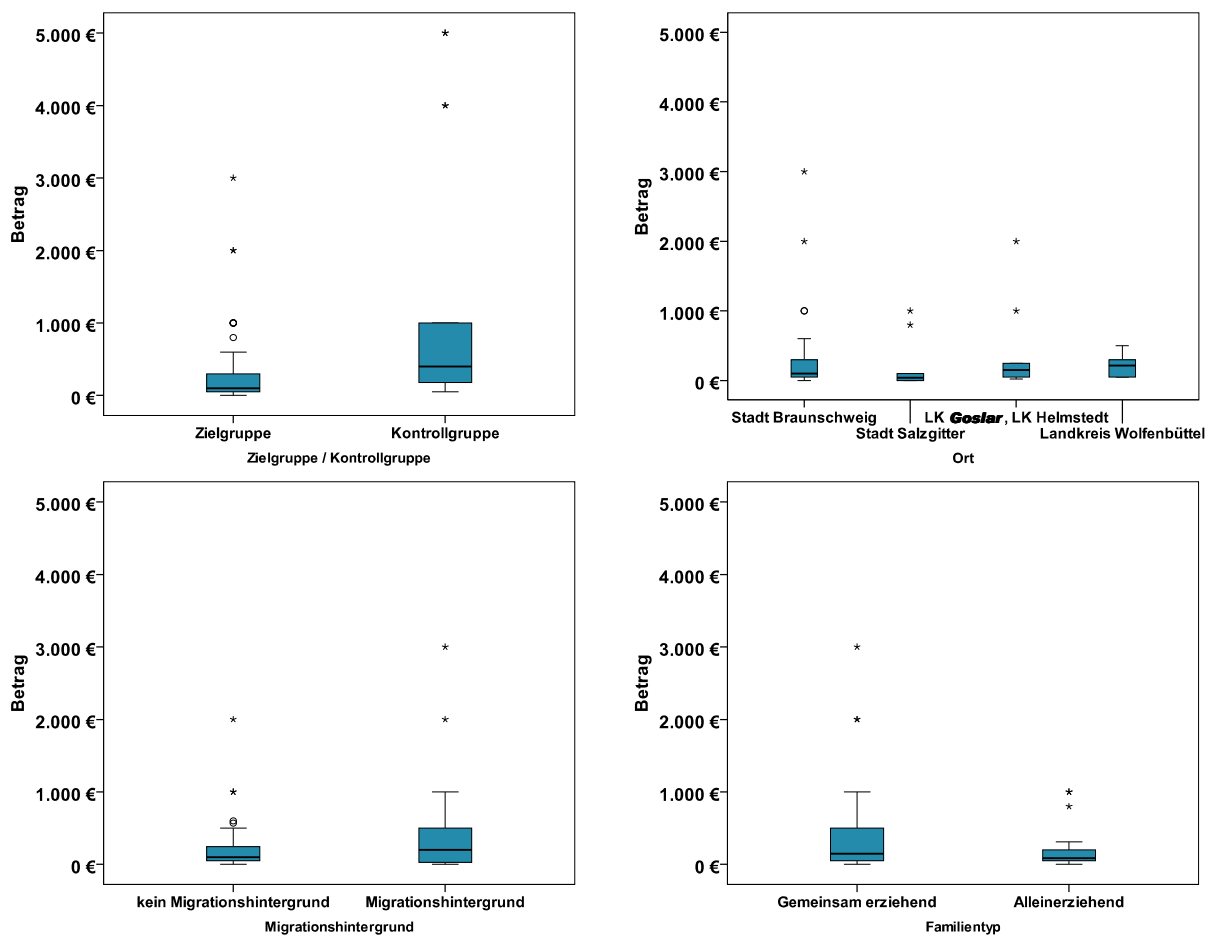 5.000 €
4.000 €
3.000 €
2.000 €
1.000 €
0 €
Betrag
Zielgruppe
Kontrollgruppe
Zielgruppe / Kontrollgruppe
5.000 €
4.000 €
3.000 €
2.000 €
1.000 €
0 €
Betrag
Stadt Braunschweig
LK Goslar, LK Helmstedt
Stadt Salzgitter
Landkreis Wolfenbüttel
Ort
5.000 €
4.000 €
3.000 €
2.000 €
1.000 €
0 €
Betrag
kein Migrationshintergrund
Migrationshintergrund
Migrationshintergrund
5.000 €
4.000 €
3.000 €
2.000 €
1.000 €
0 €
Betrag
Gemeinsam erziehend
Alleinerziehend
Familientyp